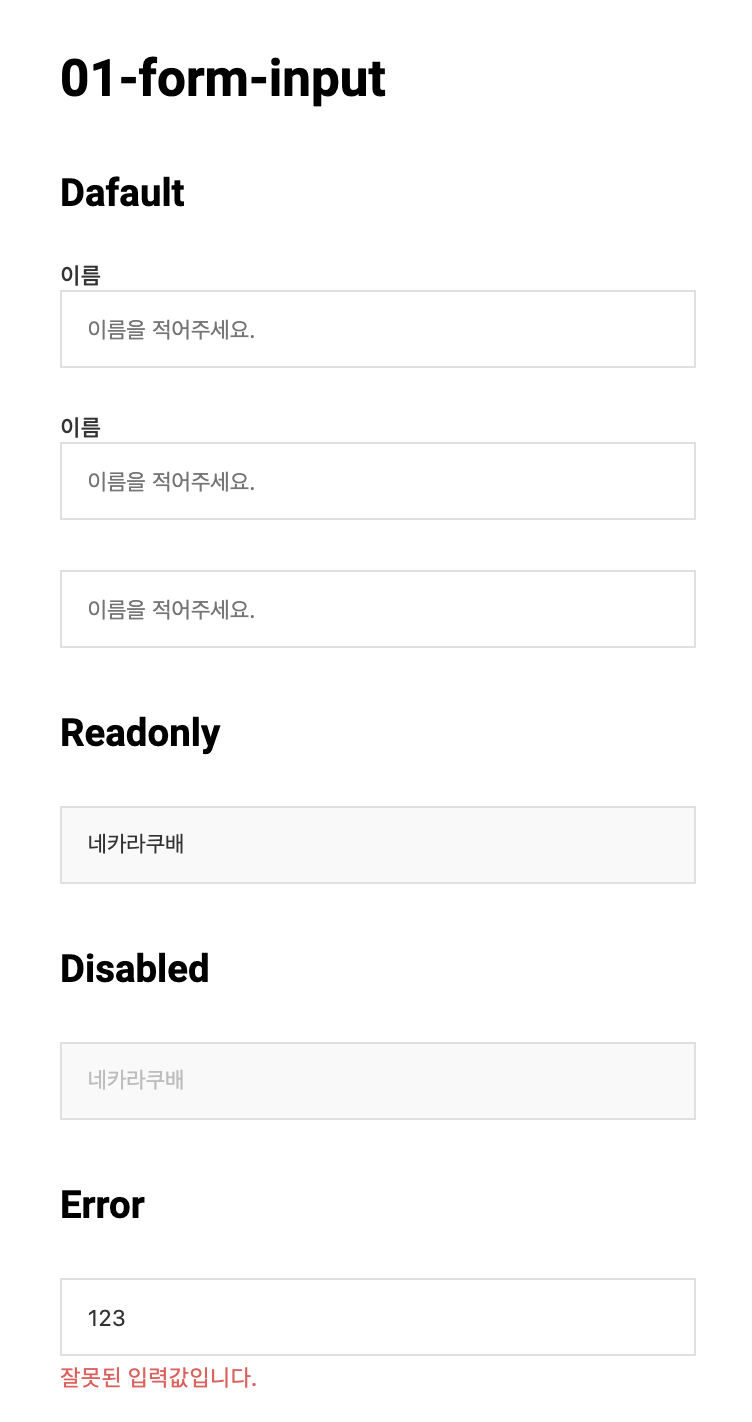 01-form-input
Dafault
이름
이름을 적어주세요.
이름
이름을 적어주세요.
이름을 적어주세요.
Readonly
네카라쿠배
Disabled
네카라쿠배
Error
123
잘못된 입력값입니다.